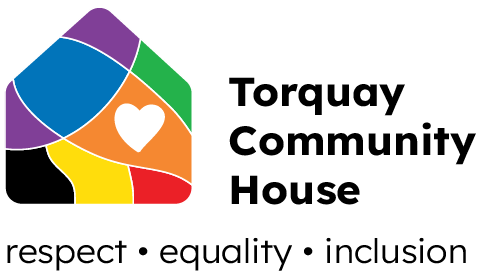 Torquay
Community
House
respect • equality • inclusion